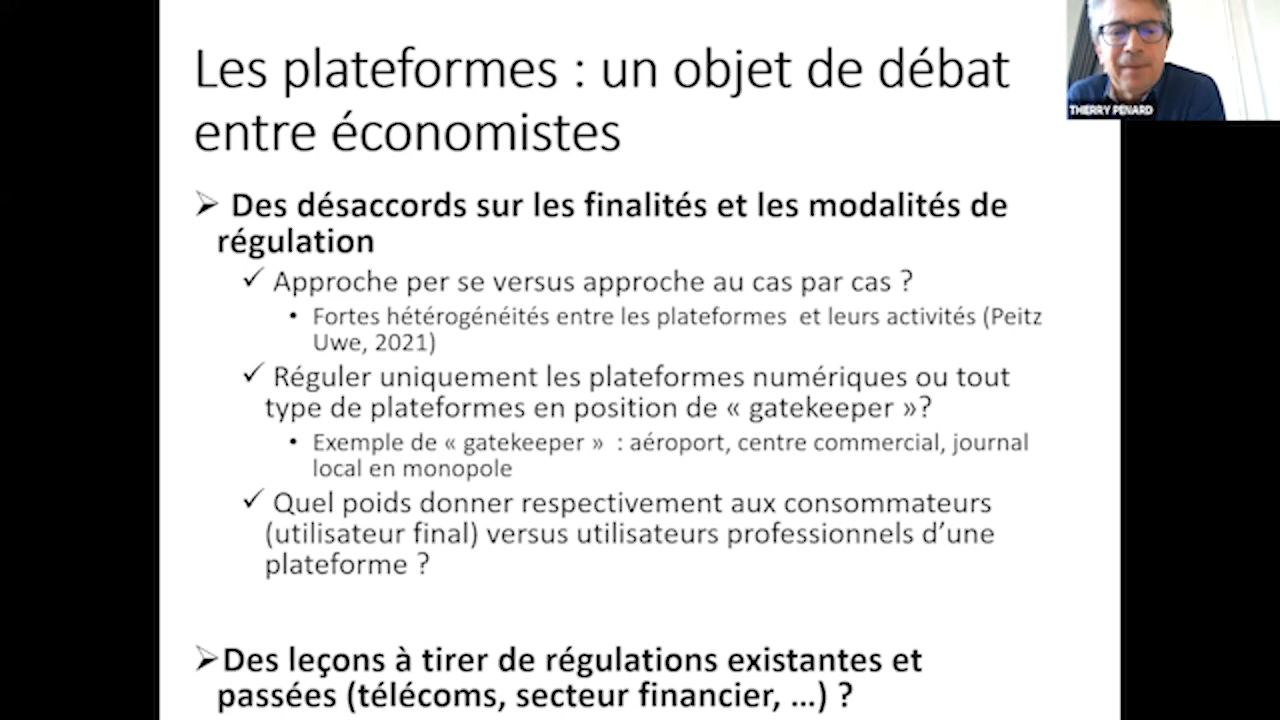 Les plateformes : un objet de débat
entre économistes
THIERRY PENARD
➢ Des désaccords sur les finalités et les modalités de
régulation
✓ Approche per se versus approche au cas par cas ?
• Fortes hétérogénéités entre les plateformes et leurs activités (Peitz
Uwe, 2021)
✓ Réguler uniquement les plateformes numériques ou tout
type de plateformes en position de « gatekeeper »?
• Exemple de « gatekeeper » : aéroport, centre commercial, journal
local en monopole
✓ Quel poids donner respectivement aux consommateurs
(utilisateur final) versus utilisateurs professionnels d’une
plateforme ?
➢Des leçons à tirer de régulations existantes et
passées (télécoms, secteur financier, …) ?